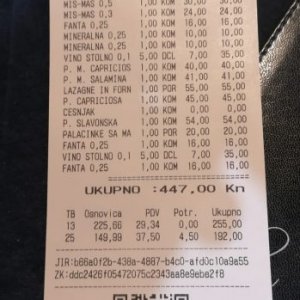 MIS-MAS 0,5 1,00 KOM 30,00 30,00
MIS-MAS 0,3 1,00 KOM 24,00 24,00
FANTA 0,25 1,00 KOM 16,00 16,00
MINERALNA 0,25 1,00 KOM 10,00 10,00
MINERALNA 0,25 1,00 KOM 10,00 10,00
VINO STOLNO 0,1 5,00 DCL 7,00 35,00
P. M. CAPRICIOS 1,00 KOM 40,00 40,00
P. M. SALAMINA 1,00 KOM 41,00 41,00
LAZAGNE IN FORN 1,00 POR 55,00 55,00
P. CAPRICIOSA 1,00 KOM 45,00 45,00
CESNJAK 1,00 KOM 0,00 0,00
P. SLAVONSKA 1,00 KOM 54,00 54,00
PALACINKE SA MA 1,00 POR 20,00 20,00
FANTA 0,25 1,00 KOM 16,00 16,00
VINO STOLNO 0,1 5,00 DCL 7,00 35,00
FANTA 0,25 1,00 KOM 16,00 16,00
UKUPNO :447,00 Kn
TB Osnovica PDV Potr. Ukupno
13 225,66 29,34 0,00 255,00
25 149,99 37,50 4,50 192,00
JIR:b66a0f2b-438a-4887-b4c0-afd0c10a9a55
ZK:ddc2426f05472075c2343aa8e9eba2f8